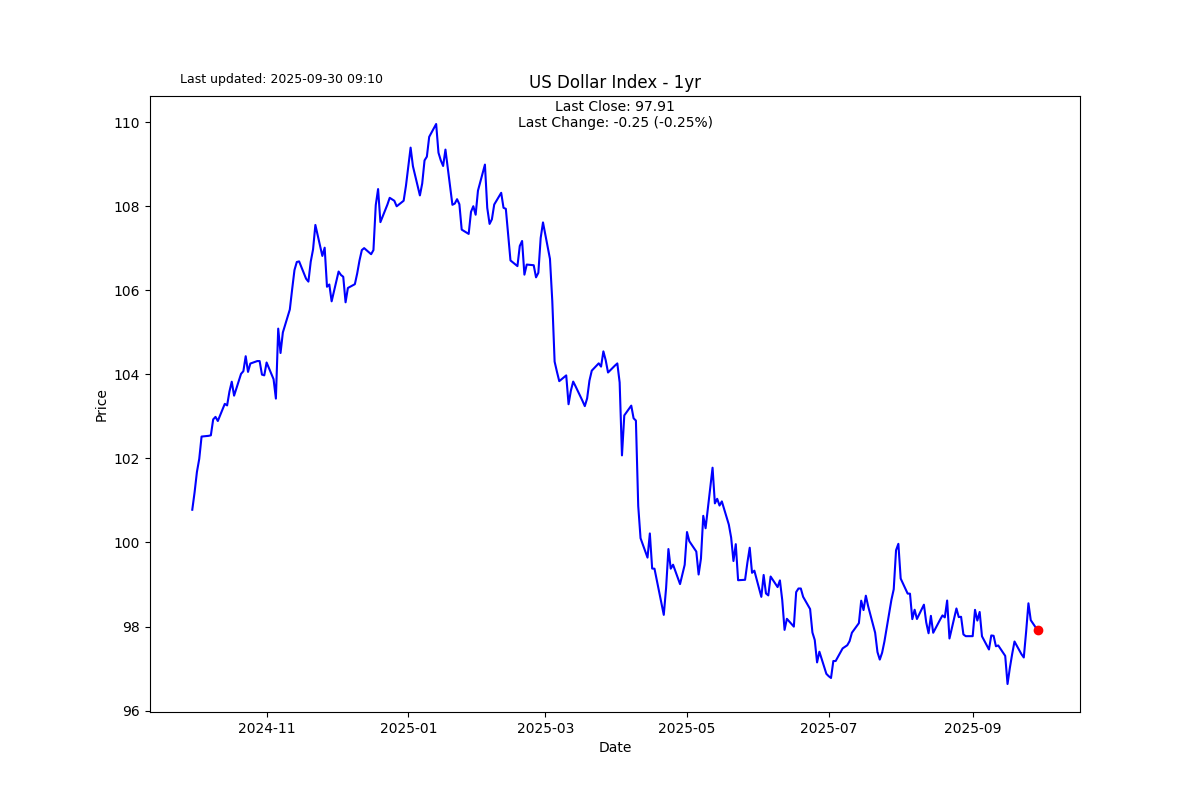 Last updated: 2025-09-30 09:10
US Dollar Index - 1yr
Last Close: 97.91
Last Change: -0.25 (-0.25%)
110
108
106
104
102
100
98
96
Price
2024-11
2025-01
2025-03
2025-05
2025-07
2025-09
Date